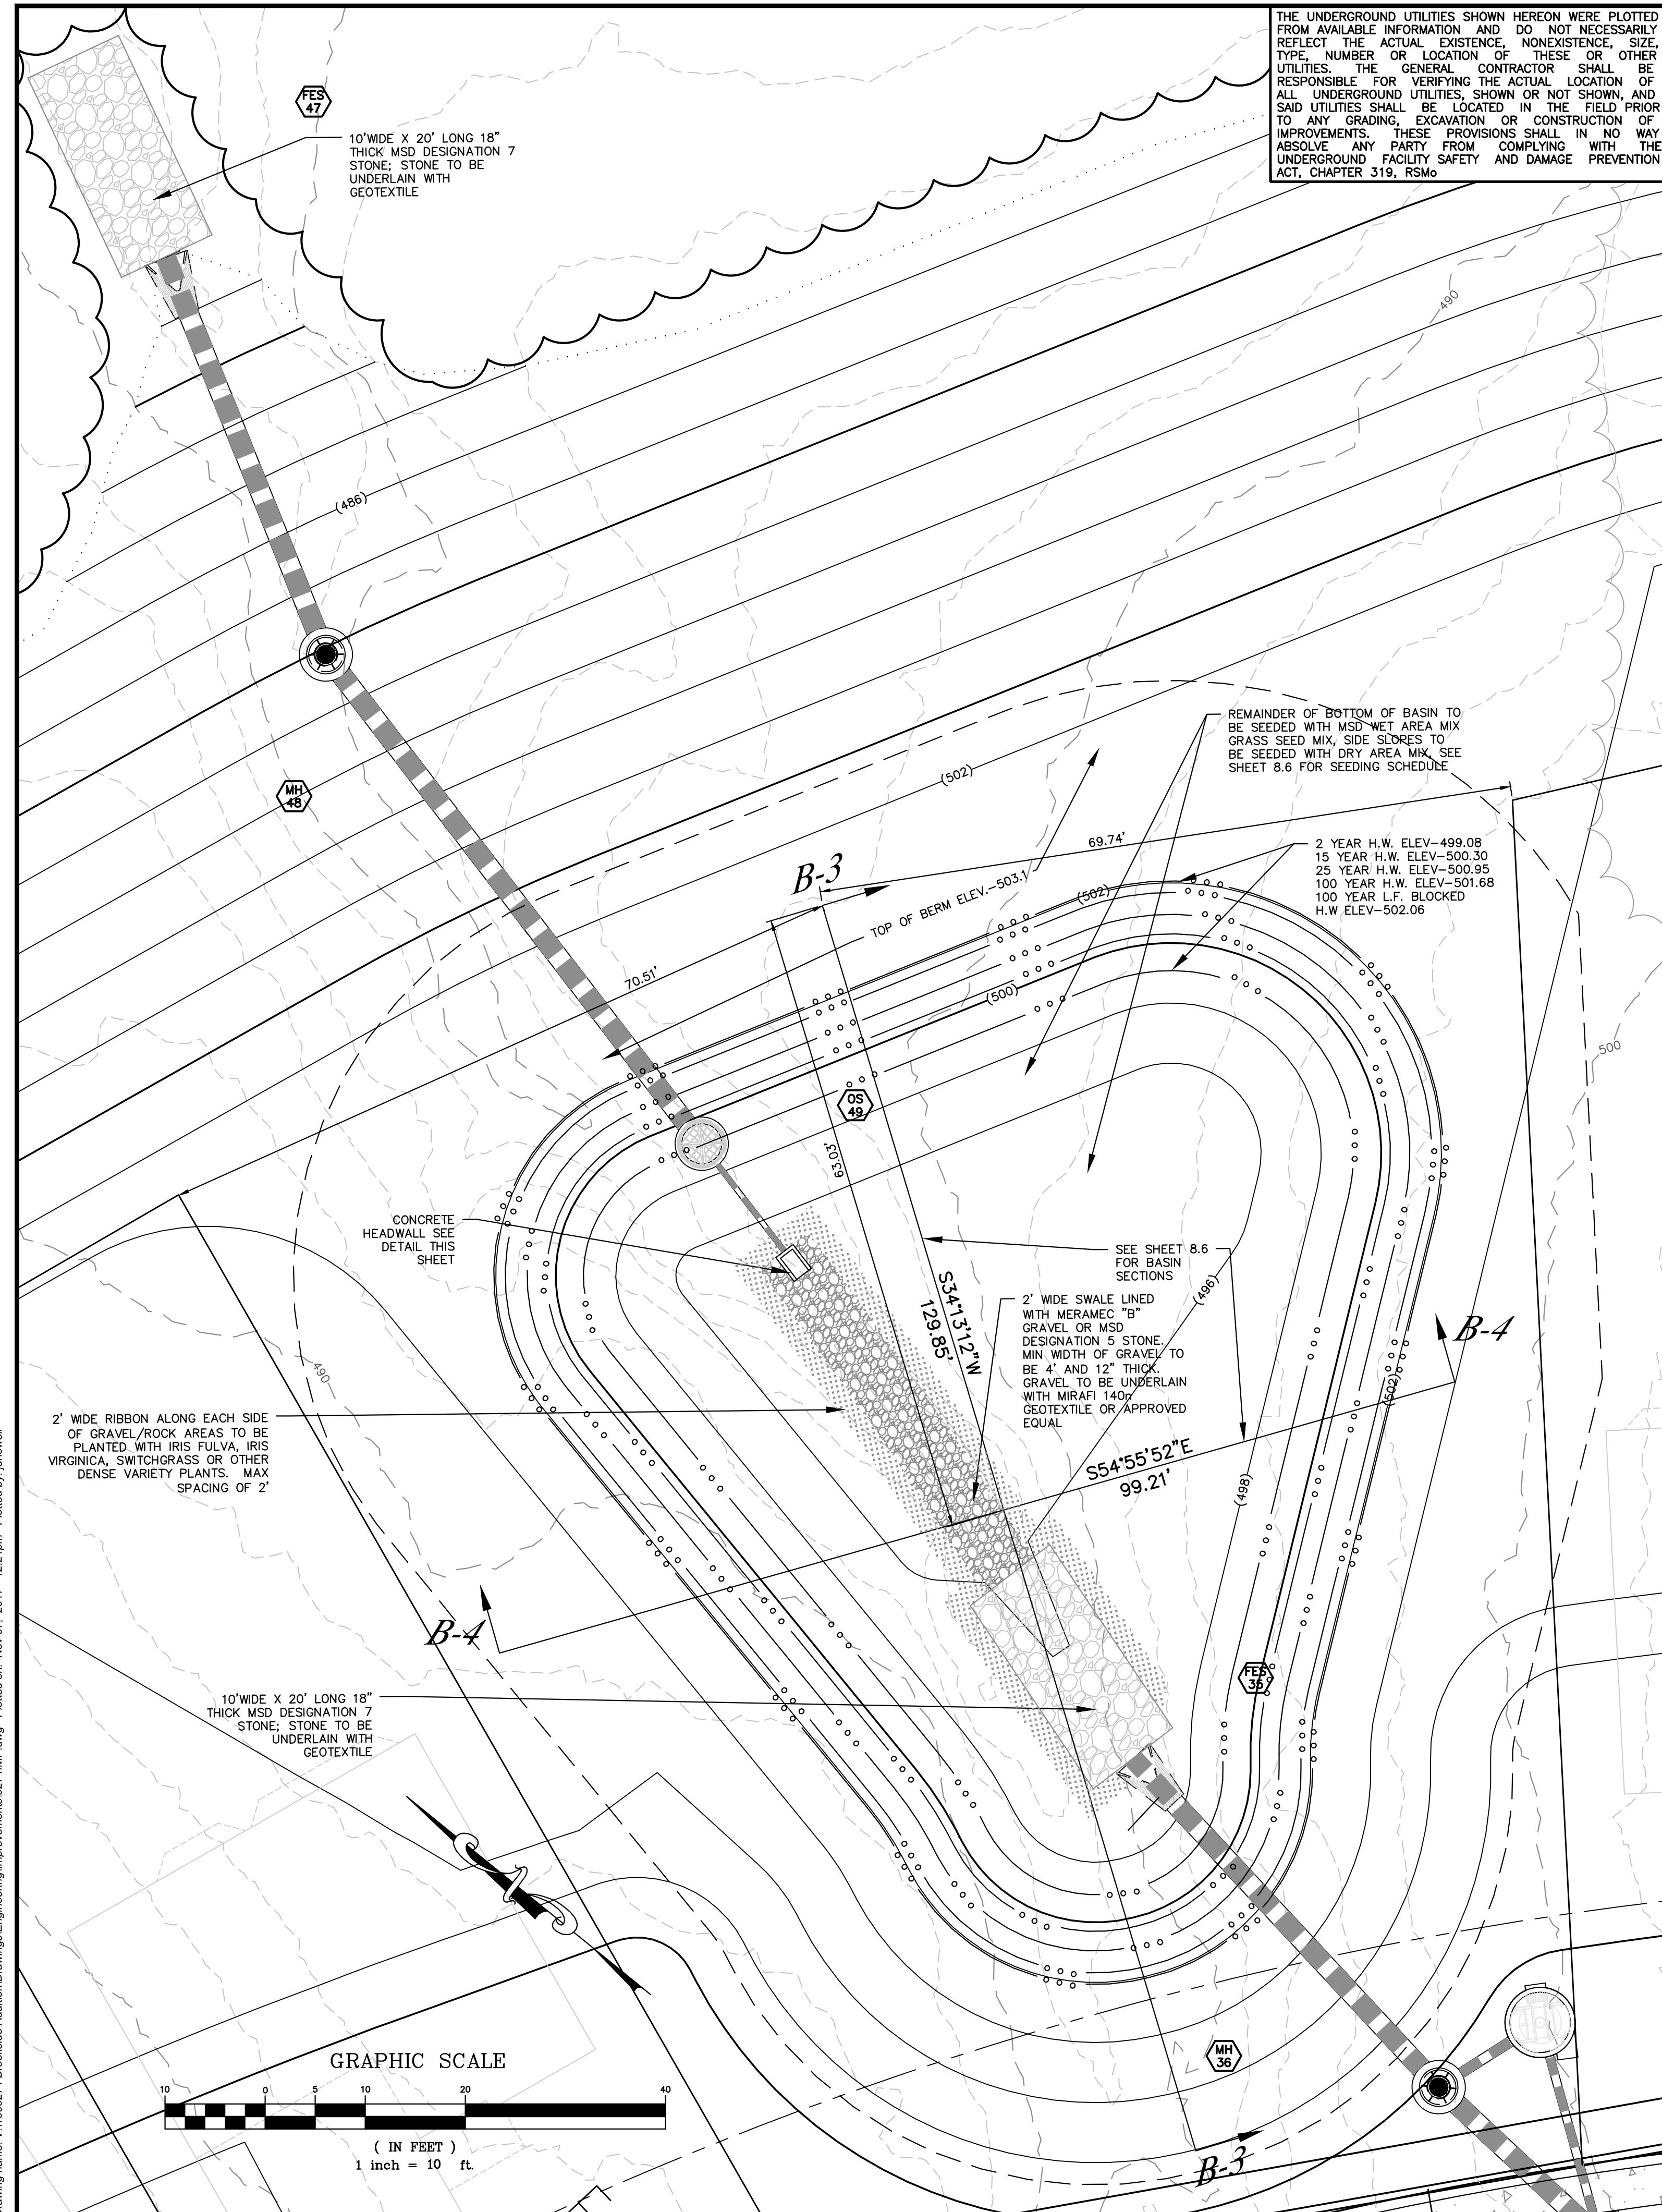 THE UNDERGROUND UTILITIES SHOWN HEREON WERE PLOTTED
FROM AVAILABLE INFORMATION AND DO NOT NECESSARILY
REFLECT THE ACTUAL EXISTENCE, NONEXISTENCE, SIZE,
TYPE, NUMBER OR LOCATION OF THESE OR OTHER
UTILITIES. THE GENERAL CONTRACTOR SHALL BE
RESPONSIBLE FOR VERIFYING THE ACTUAL LOCATION OF
ALL UNDERGROUND UTILITIES, SHOWN OR NOT SHOWN, AND
SAID UTILITIES SHALL BE LOCATED IN THE FIELD PRIOR
TO ANY GRADING, EXCAVATION OR CONSTRUCTION OF
IMPROVEMENTS. THESE PROVISIONS SHALL IN NO WAY
ABSOLVE ANY PARTY FROM COMPLYING WITH THE
UNDERGROUND FACILITY SAFETY AND DAMAGE PREVENTION
ACT, CHAPTER 319, RSMo
FES
47
10'WIDE X 20' LONG 18"
THICK MSD DESIGNATION 7
STONE; STONE TO BE
UNDERLAIN WITH
GEOTEXTILE
490
(486)
REMAINDER OF BOTTOM OF BASIN TO
BE SEEDED WITH MSD WET AREA MIX
GRASS SEED MIX, SIDE SLOPES TO
BE SEEDED WITH DRY AREA MIX, SEE
SHEET 8.6 FOR SEEDING SCHEDULE
MH
48
(502)
69.74'
2 YEAR H.W. ELEV-499.08
15 YEAR H.W. ELEV-500.30
25 YEAR H.W. ELEV-500.95
100 YEAR H.W. ELEV-501.68
100 YEAR L.F. BLOCKED
H.W ELEV-502.06
B-3
TOP OF BERM ELEV.-503.1
(502)
70.51'
(500)
500
OS
49
63.03'
CONCRETE
HEADWALL SEE
DETAIL THIS
SHEET
SEE SHEET 8.6
FOR BASIN
SECTIONS
(496)
S34°13'12"W
129.85'
2' WIDE SWALE LINED
WITH MERAMEC "B"
GRAVEL OR MSD
DESIGNATION 5 STONE.
MIN WIDTH OF GRAVEL TO
BE 4' AND 12" THICK.
GRAVEL TO BE UNDERLAIN
WITH MIRAFI 140n
GEOTEXTILE OR APPROVED
EQUAL
B-4
490
(502)
2' WIDE RIBBON ALONG EACH SIDE
OF GRAVEL/ROCK AREAS TO BE
PLANTED WITH IRIS FULVA, IRIS
VIRGINICA, SWITCHGRASS OR OTHER
DENSE VARIETY PLANTS. MAX
SPACING OF 2'
S54°55'52"E
99.21'
(498)
B-4
FES
35
10'WIDE X 20' LONG 18"
THICK MSD DESIGNATION 7
STONE; STONE TO BE
UNDERLAIN WITH
GEOTEXTILE
MH
36
GRAPHIC SCALE
10 0 5 10 20 40
( IN FEET )
1 inch = 10 ft.
B-3